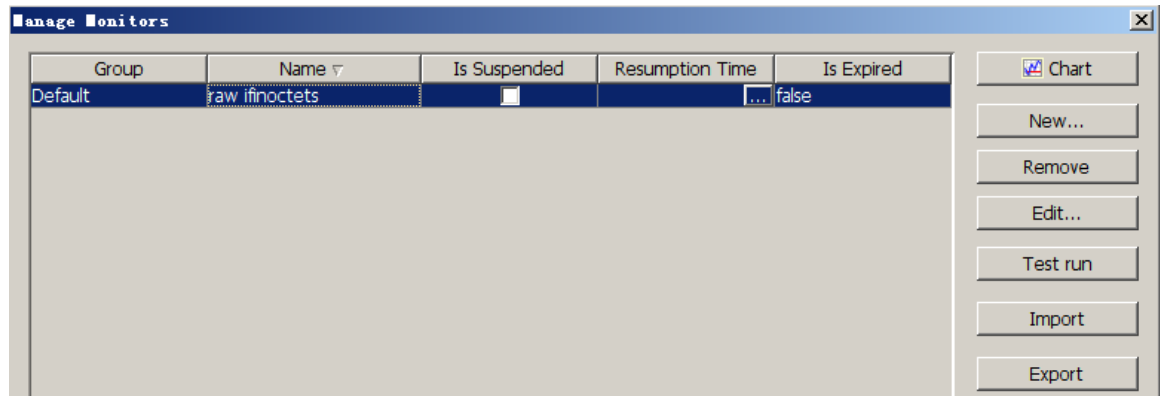 Manage Monitors
Group Name Is Suspended Resumption Time Is Expired
Default raw ifinoctets ... false
Chart
New...
Remove
Edit...
Test run
Import
Export